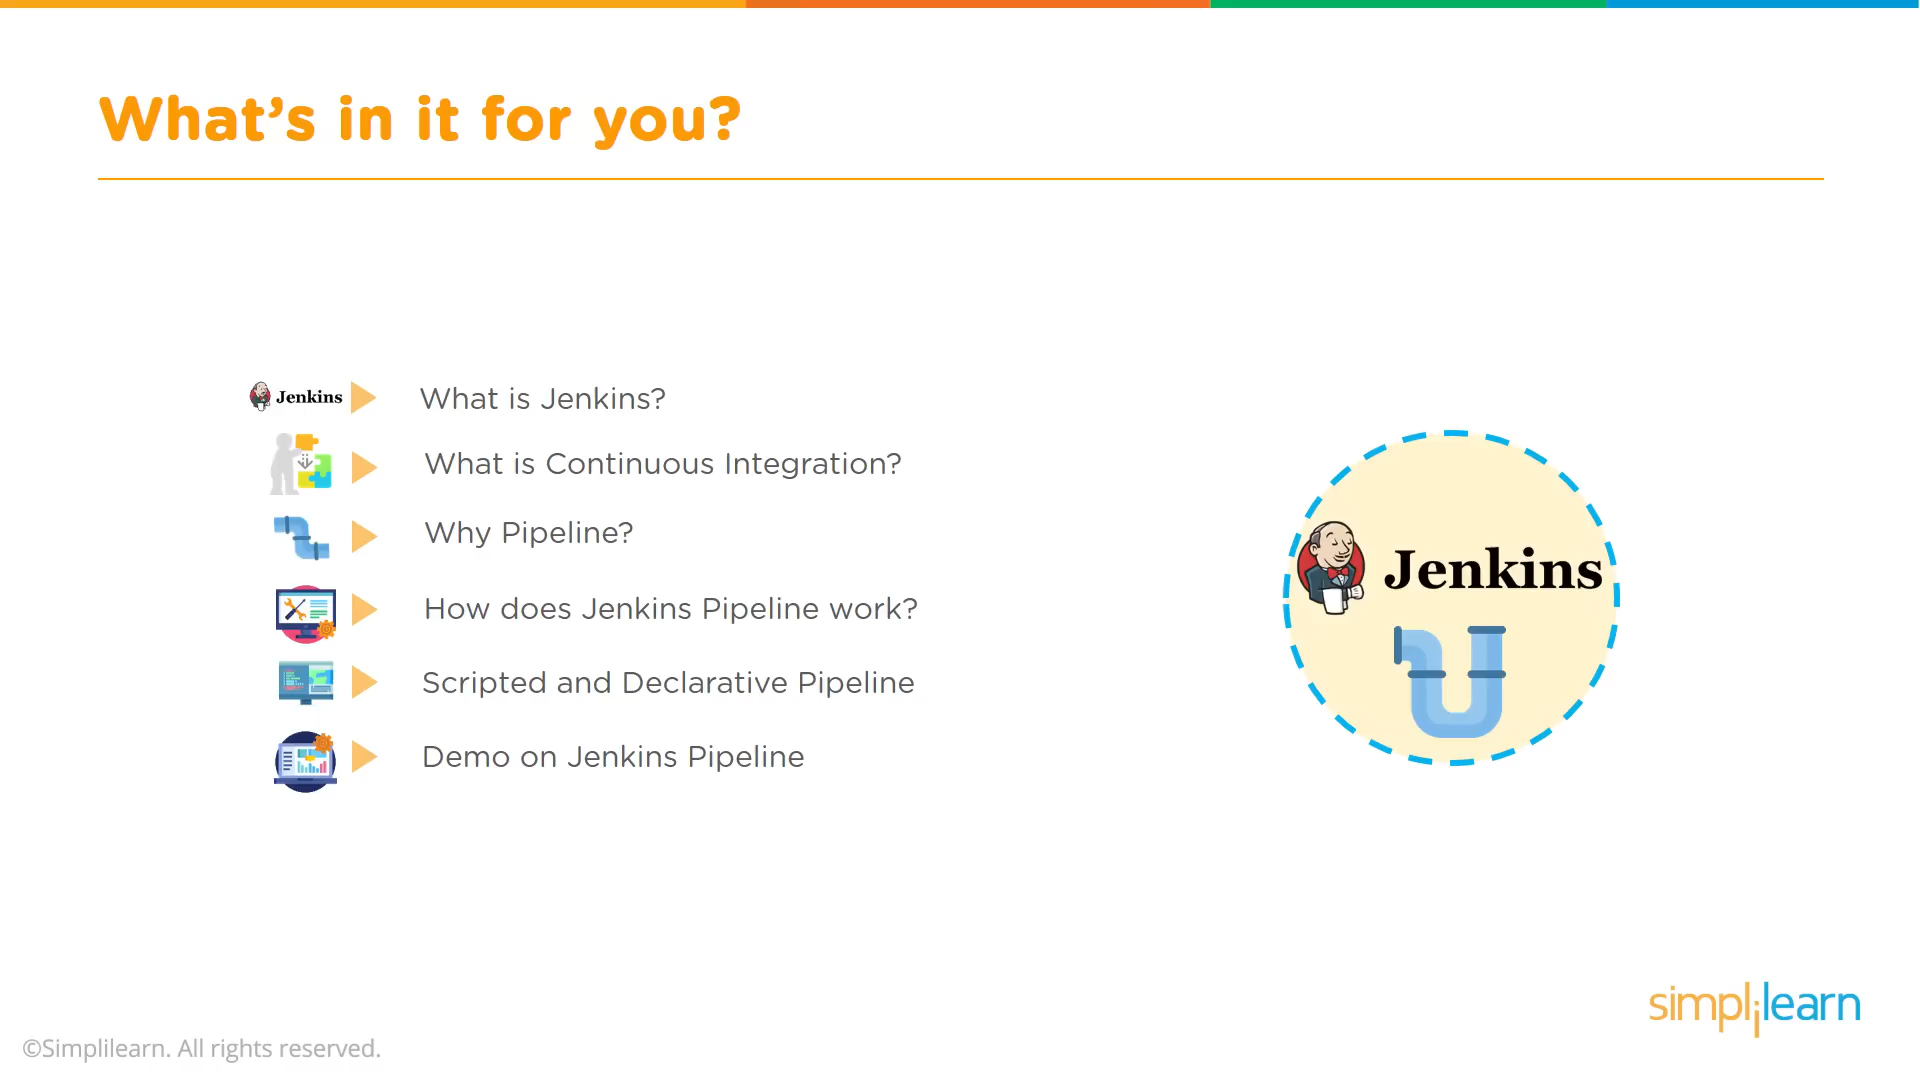 What's in it for you?
Jenkins
What is Jenkins?
What is Continuous Integration?
Why Pipeline?
How does Jenkins Pipeline work?
Scripted and Declarative Pipeline
Demo on Jenkins Pipeline
Jenkins
simplilearn
©Simplilearn. All rights reserved.